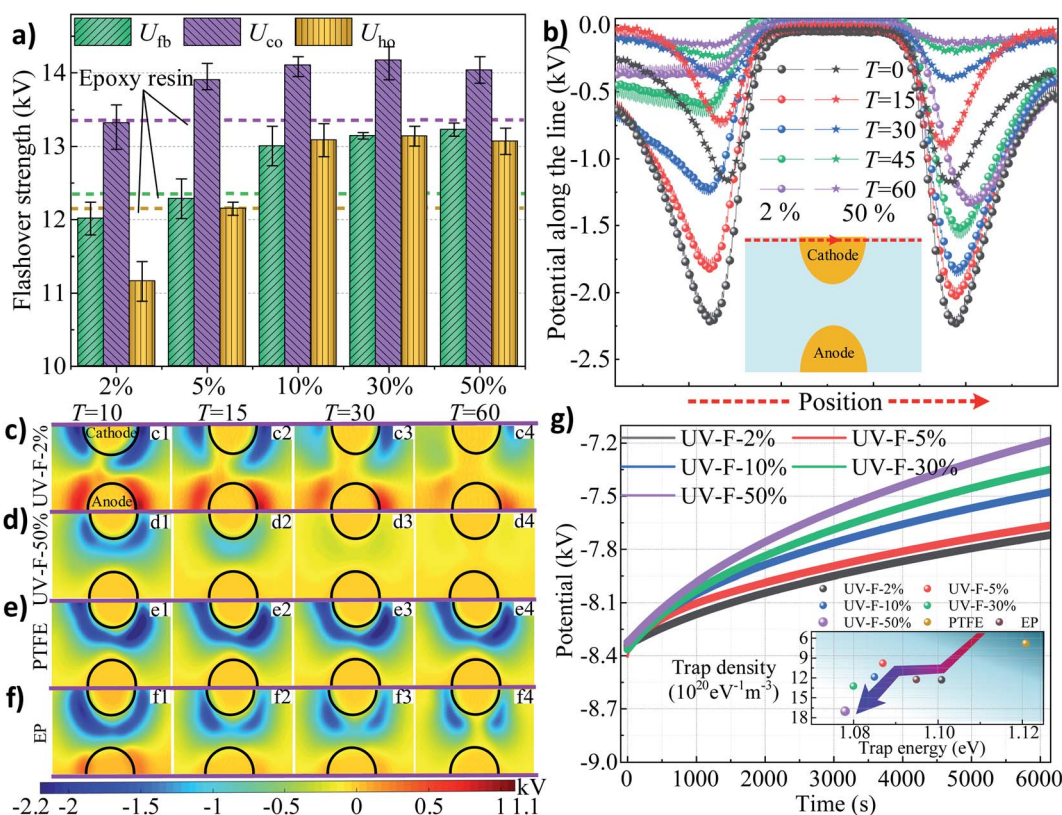 a)
U_fb U_co U_ho
Epoxy resin
Flashover strength (kV)
14
13
12
11
10
2% 5% 10% 30% 50%
b)
Potential along the line (kV)
0.0
-0.5
-1.0
-1.5
-2.0
-2.5
T=0
T=15
T=30
T=45
T=60
2 % 50 %
Cathode
Anode
Position
T=10 T=15 T=30 T=60
c)
UV-F-2%
Cathode
Anode
c1 c2 c3 c4
d)
UV-F-50%
d1 d2 d3 d4
e)
PTFE
e1 e2 e3 e4
f)
EP
f1 f2 f3 f4
kV
-2.2 -2 -1.5 -1 -0.5 0 0.5 1 1.1
g)
Potential (kV)
-7.2
-7.5
-7.8
-8.1
-8.4
-8.7
-9.0
UV-F-2% UV-F-5%
UV-F-10% UV-F-30%
UV-F-50%
UV-F-2% UV-F-5%
UV-F-10% UV-F-30%
UV-F-50% PTFE EP
Trap density
(10²⁰eV⁻¹m⁻³)
6
9
12
15
18
1.08 1.10 1.12
Trap energy (eV)
0 1000 2000 3000 4000 5000 6000
Time (s)